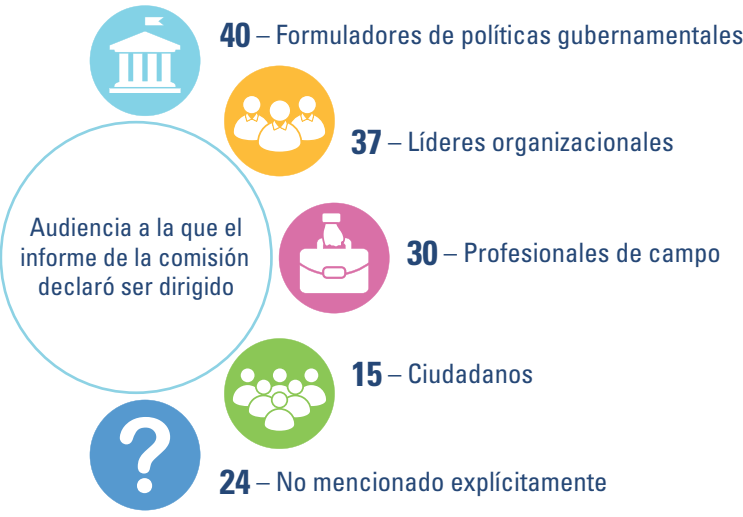 40 – Formuladores de políticas gubernamentales
37 – Líderes organizacionales
Audiencia a la que el
informe de la comisión
declaró ser dirigido
30 – Profesionales de campo
15 – Ciudadanos
24 – No mencionado explícitamente